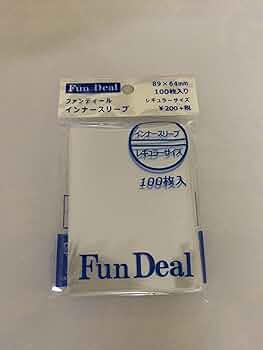 Fun Deal
ファンディール
インナースリーブ
89×64mm
100枚入り
レギュラーサイズ
¥200+税
インナースリーブ
レギュラーサイズ
100枚入
Fun Deal